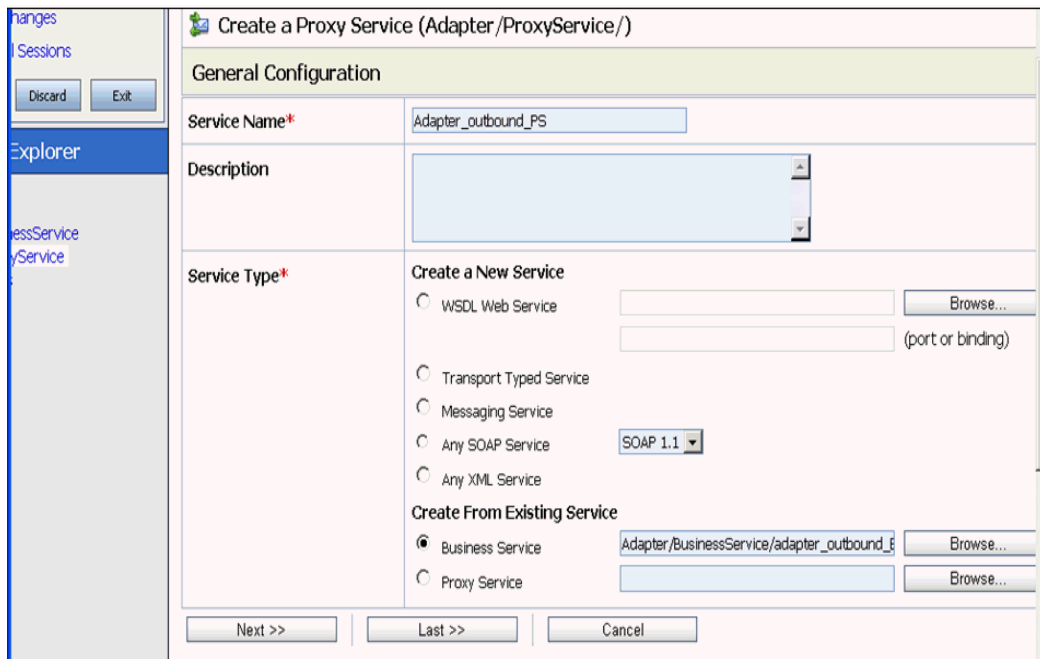 hanges
l Sessions
Discard Exit
Explorer
essService
yService
Create a Proxy Service (Adapter/ProxyService/)
General Configuration
Service Name* Adapter_outbound_PS
Description
Service Type* Create a New Service
WSDL Web Service Browse...
(port or binding)
Transport Typed Service
Messaging Service
Any SOAP Service SOAP 1.1
Any XML Service
Create From Existing Service
Business Service Adapter/BusinessService/adapter_outbound_B Browse...
Proxy Service Browse...
Next >> Last >> Cancel